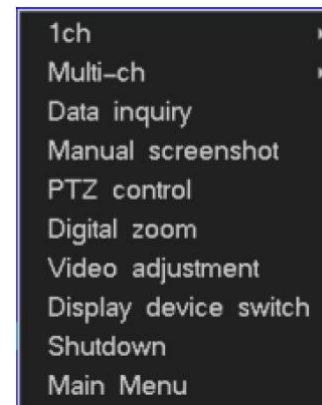 1ch
Multi-ch
Data inquiry
Manual screenshot
PTZ control
Digital zoom
Video adjustment
Display device switch
Shutdown
Main Menu